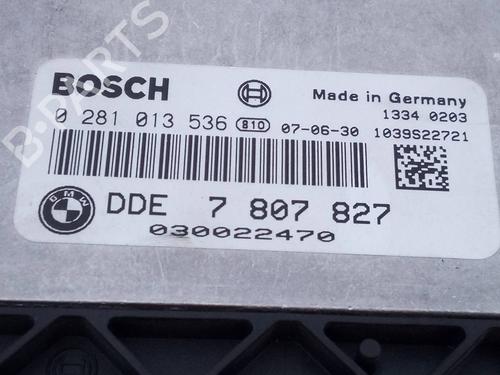 BOSCH
Made in Germany
1334 0203
0 281 013 536 810 07-06-30 1039S22721
BMW
DDE 7 807 827
030022470
B-PARTS